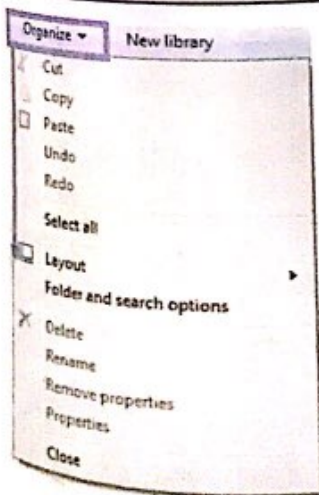 Organize New library
Cut
Copy
Paste
Undo
Redo
Select all
Layout
Folder and search options
Delete
Rename
Remove properties
Properties
Close